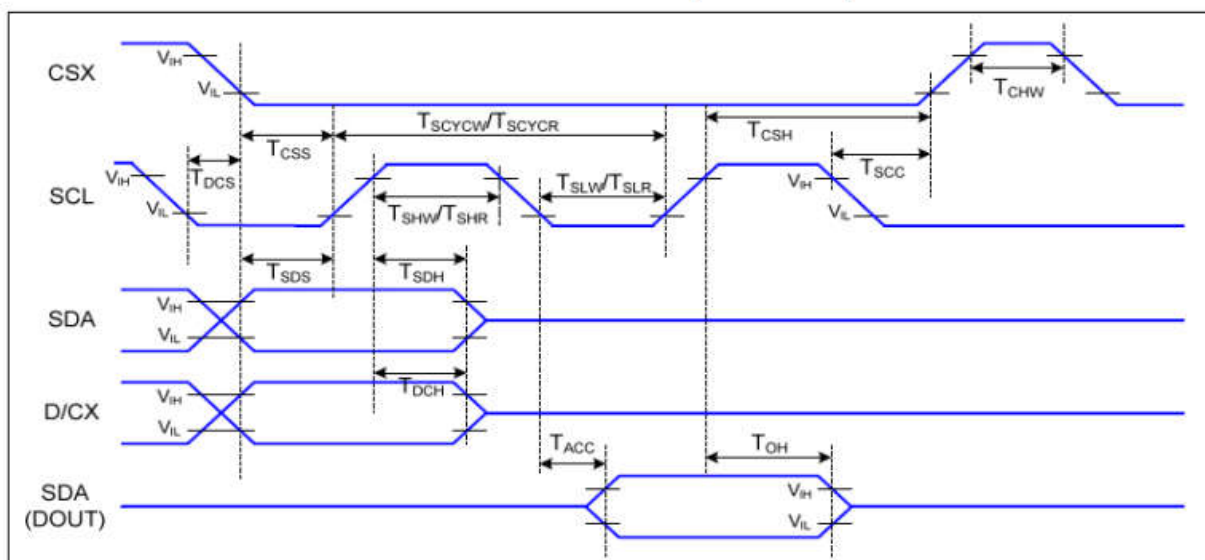 CSX
VIH
VIL
TCHW
TSCYCW/TSCYCR
TCSH
TCSS
TDCS
TSCC
SCL
VIH
VIL
TSLW/TSLR
VIH
VIL
TSHW/TSHR
TSDS
TSDH
SDA
VIH
VIL
TDCH
D/CX
VIH
VIL
TACC
TOH
SDA
(DOUT)
VIH
VIL